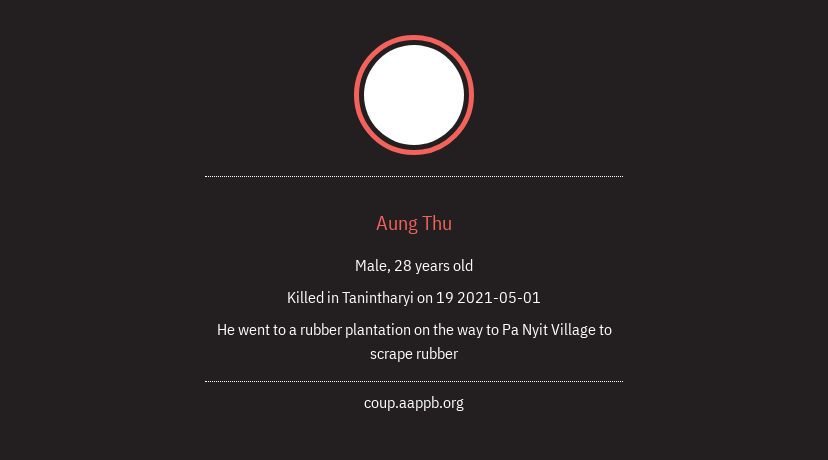 Aung Thu
Male, 28 years old
Killed in Tanintharyi on 19 2021-05-01
He went to a rubber plantation on the way to Pa Nyit Village to
scrape rubber
coup.aappb.org